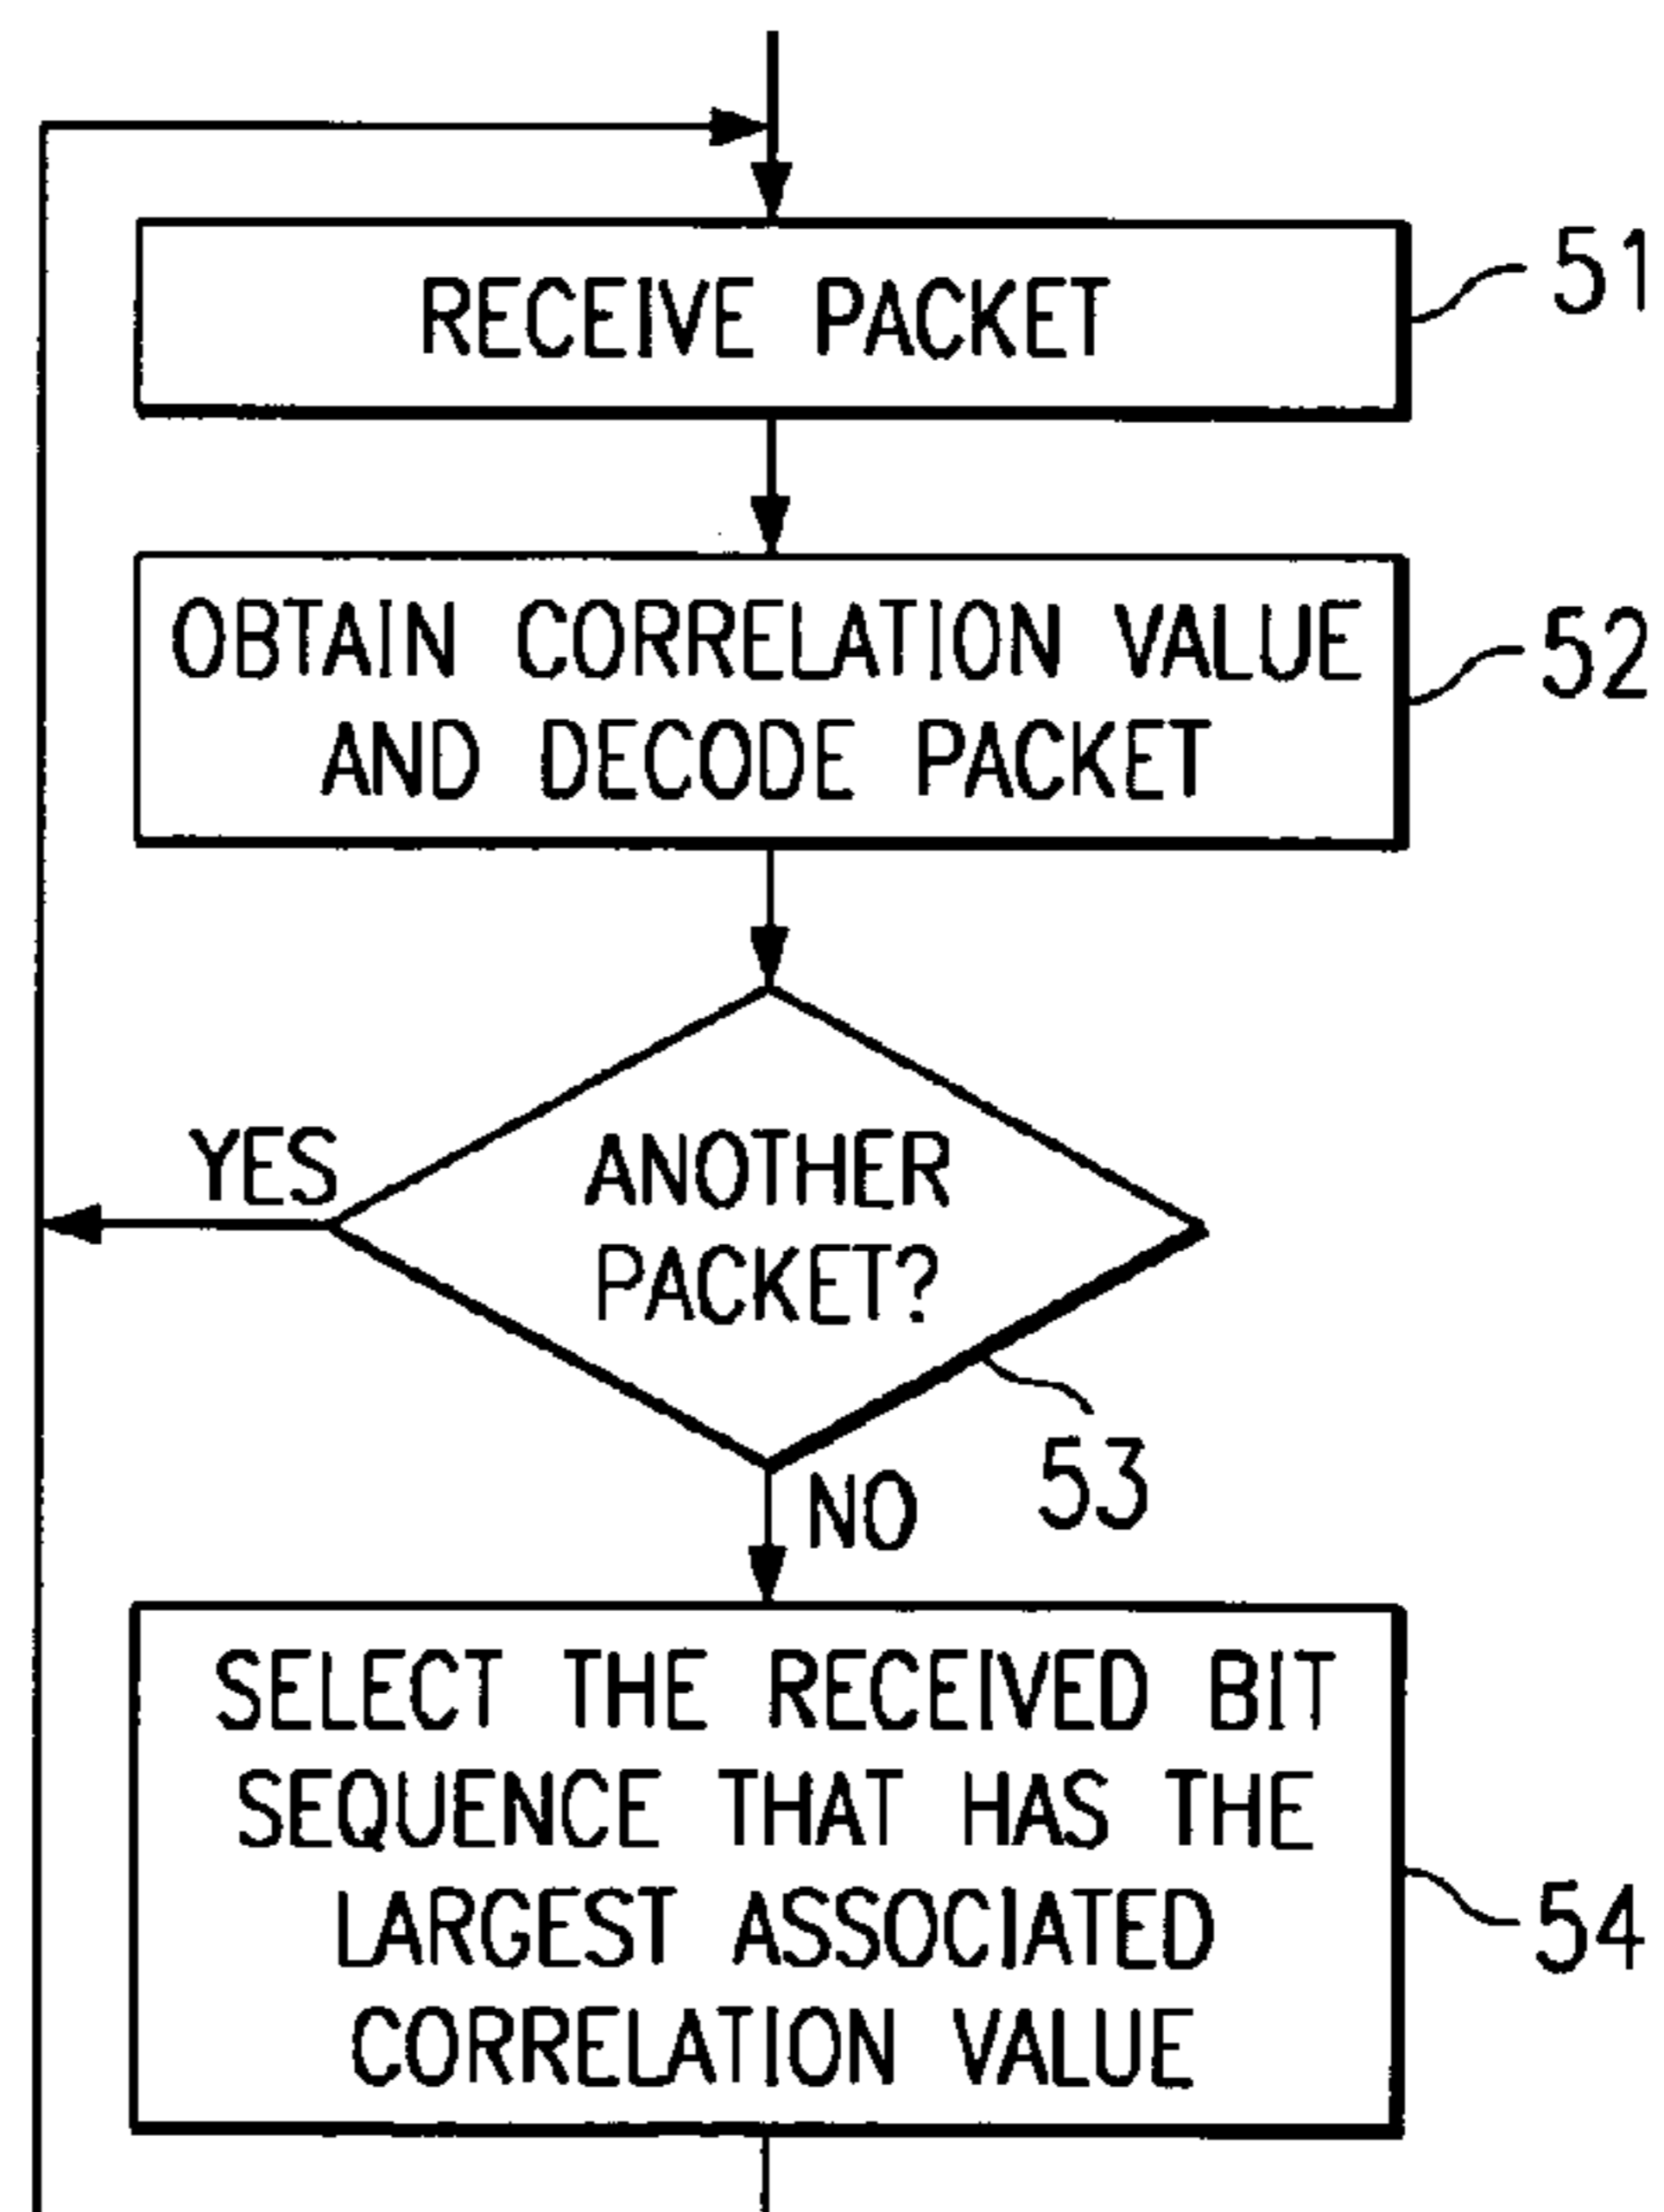 RECEIVE PACKET
51
OBTAIN CORRELATION VALUE
AND DECODE PACKET
52
YES
ANOTHER
PACKET?
53
NO
SELECT THE RECEIVED BIT
SEQUENCE THAT HAS THE
LARGEST ASSOCIATED
CORRELATION VALUE
54